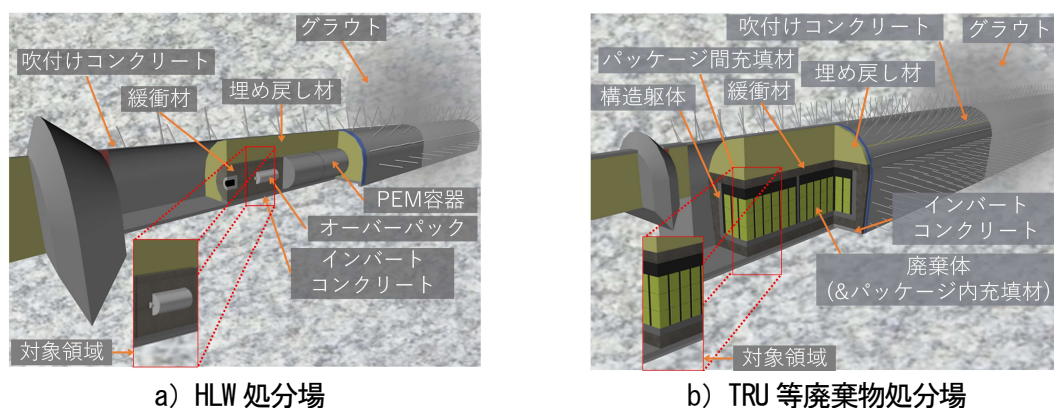 グラウト
吹付けコンクリート
緩衝材
埋め戻し材
PEM容器
オーバーパック
インバート
コンクリート
対象領域
a) HLW 処分場
吹付けコンクリート
グラウト
パッケージ間充填材
埋め戻し材
構造躯体
緩衝材
インバート
コンクリート
廃棄体
(&パッケージ内充填材)
対象領域
b) TRU 等廃棄物処分場